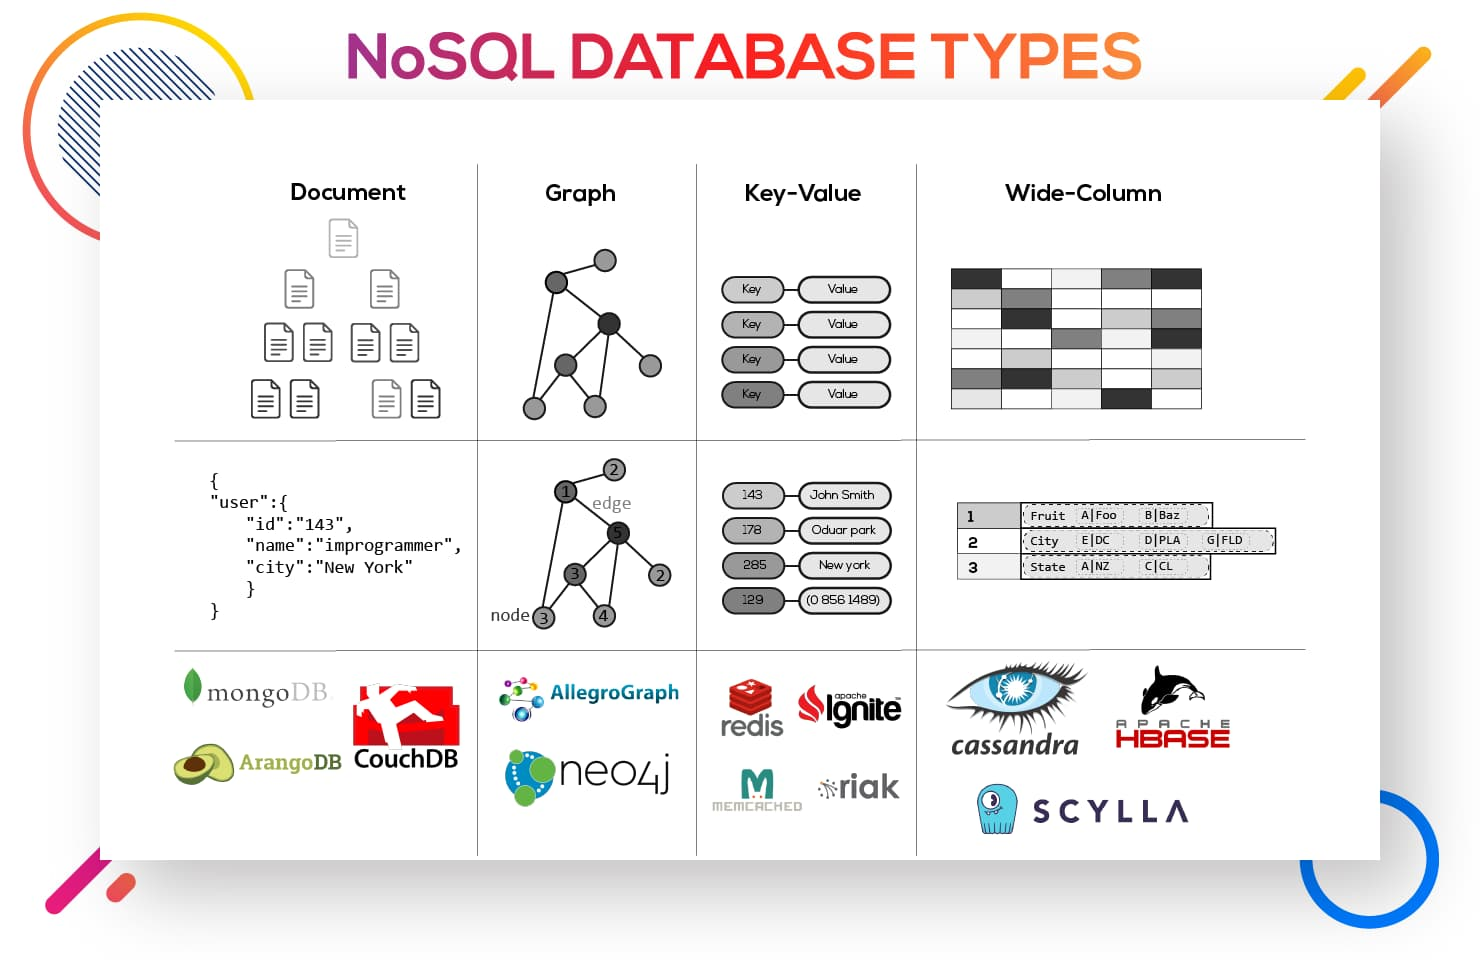 NoSQL DATABASE TYPES
Document
Graph
Key-Value
Wide-Column
Key Value
Key Value
Key Value
Key Value
{
"user":{
"id":"143",
"name":"improgrammer",
"city":"New York"
}
}
2
1
edge
5
3
2
node 3
4
143 John Smith
178 Oduar park
285 New york
129 (0 856 1489)
1 Fruit A|Foo B|Baz
2 City E|DC D|PLA G|FLD
3 State A|NZ C|CL
mongoDB
CouchDB
ArangoDB
AllegroGraph
neo4j
redis
apache
Ignite™
MEMCACHED
riak
cassandra
APACHE
HBASE
SCYLLA